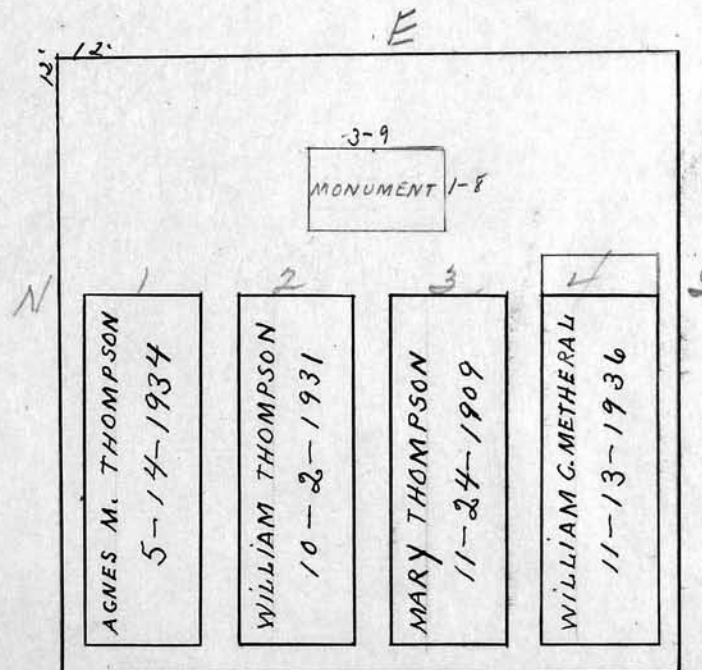 E
12'
12'
3-9
MONUMENT
1-8
N
1
2
3
4
S
AGNES M. THOMPSON
5-14-1934
WILLIAM THOMPSON
10-2-1931
MARY THOMPSON
11-24-1909
WILLIAM C. METHERAL
11-13-1936